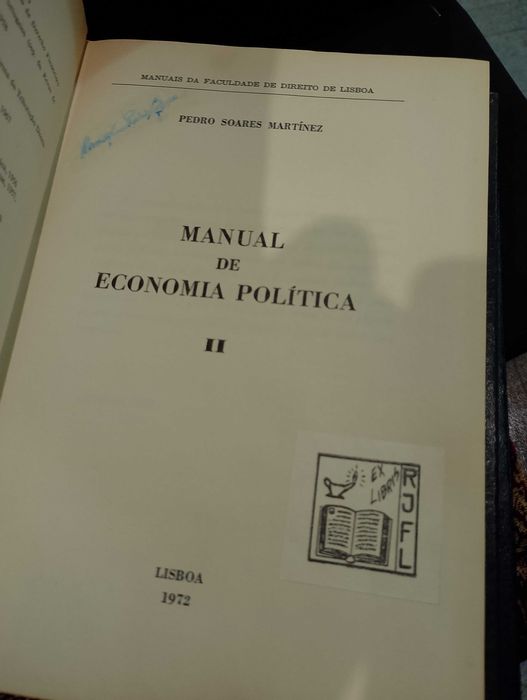 MANUAIS DA FACULDADE DE DIREITO DE LISBOA
PEDRO SOARES MARTÍNEZ
MANUAL
DE
ECONOMIA POLÍTICA
II
EX
LIBRIS
RJFL
LISBOA
1972